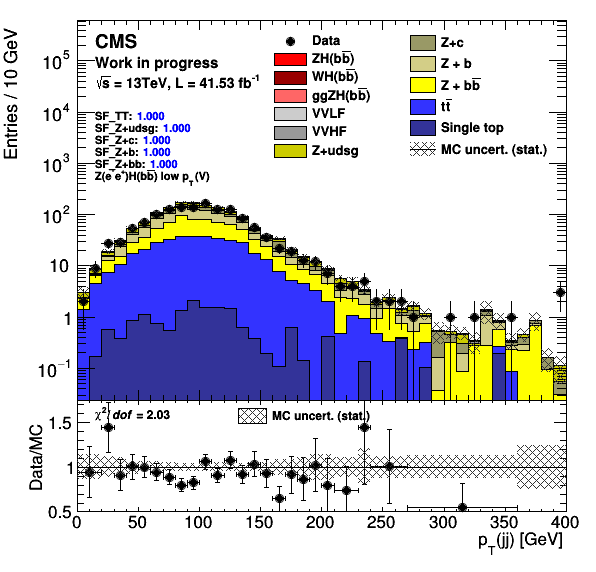 CMS
Work in progress
√s = 13TeV, L = 41.53 fb⁻¹
SF_TT: 1.000
SF_Z+udsg: 1.000
SF_Z+c: 1.000
SF_Z+b: 1.000
SF_Z+bb: 1.000
Z(e⁻e⁺)H(bb̅) low p_T(V)
Data
ZH(bb̅)
WH(bb̅)
ggZH(bb̅)
VVLF
VVHF
Z+udsg
Z+c
Z + b
Z + bb̅
tt̅
Single top
MC uncert. (stat.)
Entries / 10 GeV
10⁵
10⁴
10³
10²
10
1
10⁻¹
χ²/dof = 2.03
MC uncert. (stat.)
Data/MC
1.5
1
0.5
0 50 100 150 200 250 300 350 400
p_T(jj) [GeV]